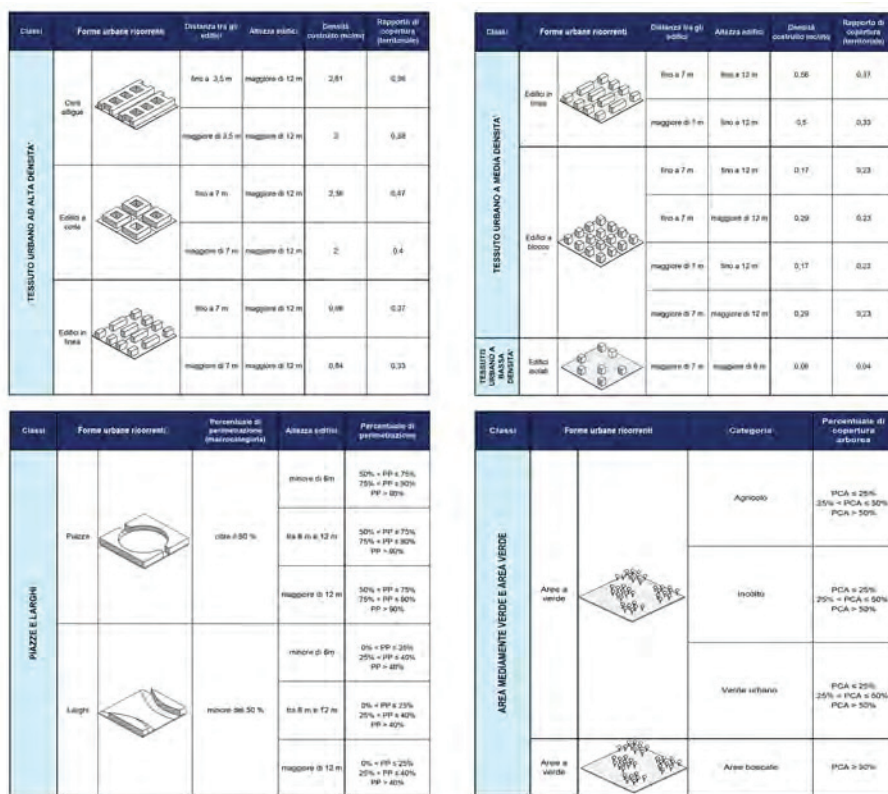 Classi Forme urbane ricorrenti Distanza tra gli edifici Altezza edifici Densità costruito mc/mq Rapporto di copertura (territoriale)
TESSUTO URBANO AD ALTA DENSITA'
Corti
fino a 3,5 m maggiore di 12 m 2,61
maggiore di 3,5 m maggiore di 12 m 2
Edifici a corte
fino a 7 m maggiore di 12 m 0,47
maggiore di 7 m maggiore di 12 m 2 0,4
Edifici in linea
fino a 7 m maggiore di 12 m 0,37
maggiore di 7 m maggiore di 12 m 0,84 0,33
Classi Forme urbane ricorrenti Distanza tra gli edifici Altezza edifici Densità costruito mc/mq Rapporto di copertura (territoriale)
TESSUTO URBANO A MEDIA DENSITA'
Edifici in linea
fino a 7 m fino a 12 m 0,56 0,37
maggiore di 7 m fino a 12 m 0,5 0,33
Edifici a blocco
fino a 7 m fino a 12 m 0,17 0,23
fino a 7 m maggiore di 12 m 0,29 0,23
maggiore di 7 m fino a 12 m 0,17 0,23
maggiore di 7 m maggiore di 12 m 0,29 0,23
TESSUTO URBANO A BASSA DENSITA'
Edifici isolati
maggiore di 7 m 0,06 0,04
Classi Forme urbane ricorrenti Percentuale di perimetrazione (macrocategoria) Altezza edifici Percentuale di perimetrazione
PIAZZE E LARGHI
Piazze
oltre il 50 %
minore di 8m
50% < PP ≤ 75%
75% < PP ≤ 90%
PP > 90%
tra 8 m e 12 m
50% < PP ≤ 75%
75% < PP ≤ 90%
PP > 90%
maggiore di 12 m
50% < PP ≤ 75%
75% < PP ≤ 90%
PP > 90%
Larghi
minore del 50 %
minore di 8m
0% < PP ≤ 25%
25% < PP ≤ 40%
PP > 40%
tra 8 m e 12 m
0% < PP ≤ 25%
25% < PP ≤ 40%
PP > 40%
maggiore di 12 m
0% < PP ≤ 25%
25% < PP ≤ 40%
PP > 40%
Classi Forme urbane ricorrenti Categoria Percentuale di copertura arborea
AREA MEDIAMENTE VERDE E AREA VERDE
Aree a verde
Agricolo
PCA ≤ 25%
25% < PCA ≤ 50%
PCA > 50%
Incolto
PCA ≤ 25%
25% < PCA ≤ 50%
PCA > 50%
Verde urbano
PCA ≤ 25%
25% < PCA ≤ 50%
PCA > 50%
Aree a verde
Aree boscate
PCA > 50%